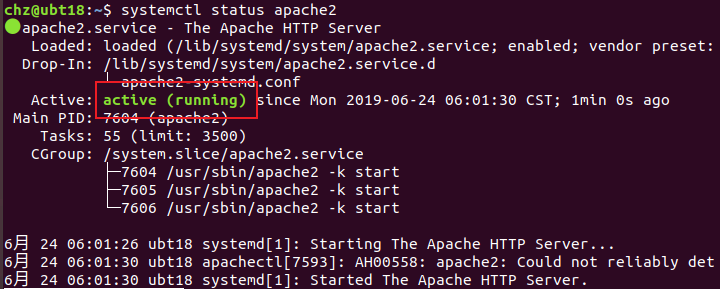 chz@ubt18:~$ systemctl status apache2
●apache2.service - The Apache HTTP Server
   Loaded: loaded (/lib/systemd/system/apache2.service; enabled; vendor preset:
  Drop-In: /lib/systemd/system/apache2.service.d
           └─apache2-systemd.conf
   Active: active (running) since Mon 2019-06-24 06:01:30 CST; 1min 0s ago
 Main PID: 7604 (apache2)
    Tasks: 55 (limit: 3500)
   CGroup: /system.slice/apache2.service
           ├─7604 /usr/sbin/apache2 -k start
           ├─7605 /usr/sbin/apache2 -k start
           └─7606 /usr/sbin/apache2 -k start
6月 24 06:01:26 ubt18 systemd[1]: Starting The Apache HTTP Server...
6月 24 06:01:30 ubt18 apachectl[7593]: AH00558: apache2: Could not reliably det
6月 24 06:01:30 ubt18 systemd[1]: Started The Apache HTTP Server.